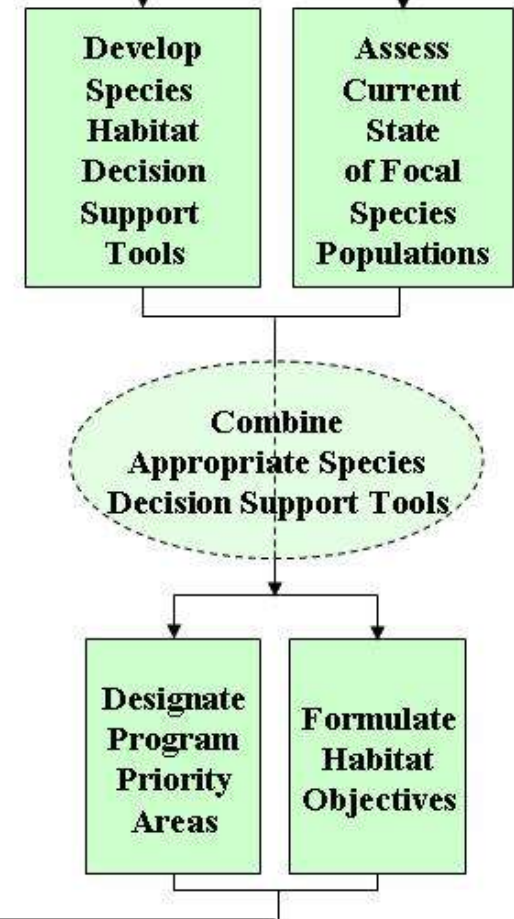 Develop
Species
Habitat
Decision
Support
Tools
Assess
Current
State
of Focal
Species
Populations
Combine
Appropriate Species
Decision Support Tools
Designate
Program
Priority
Areas
Formulate
Habitat
Objectives